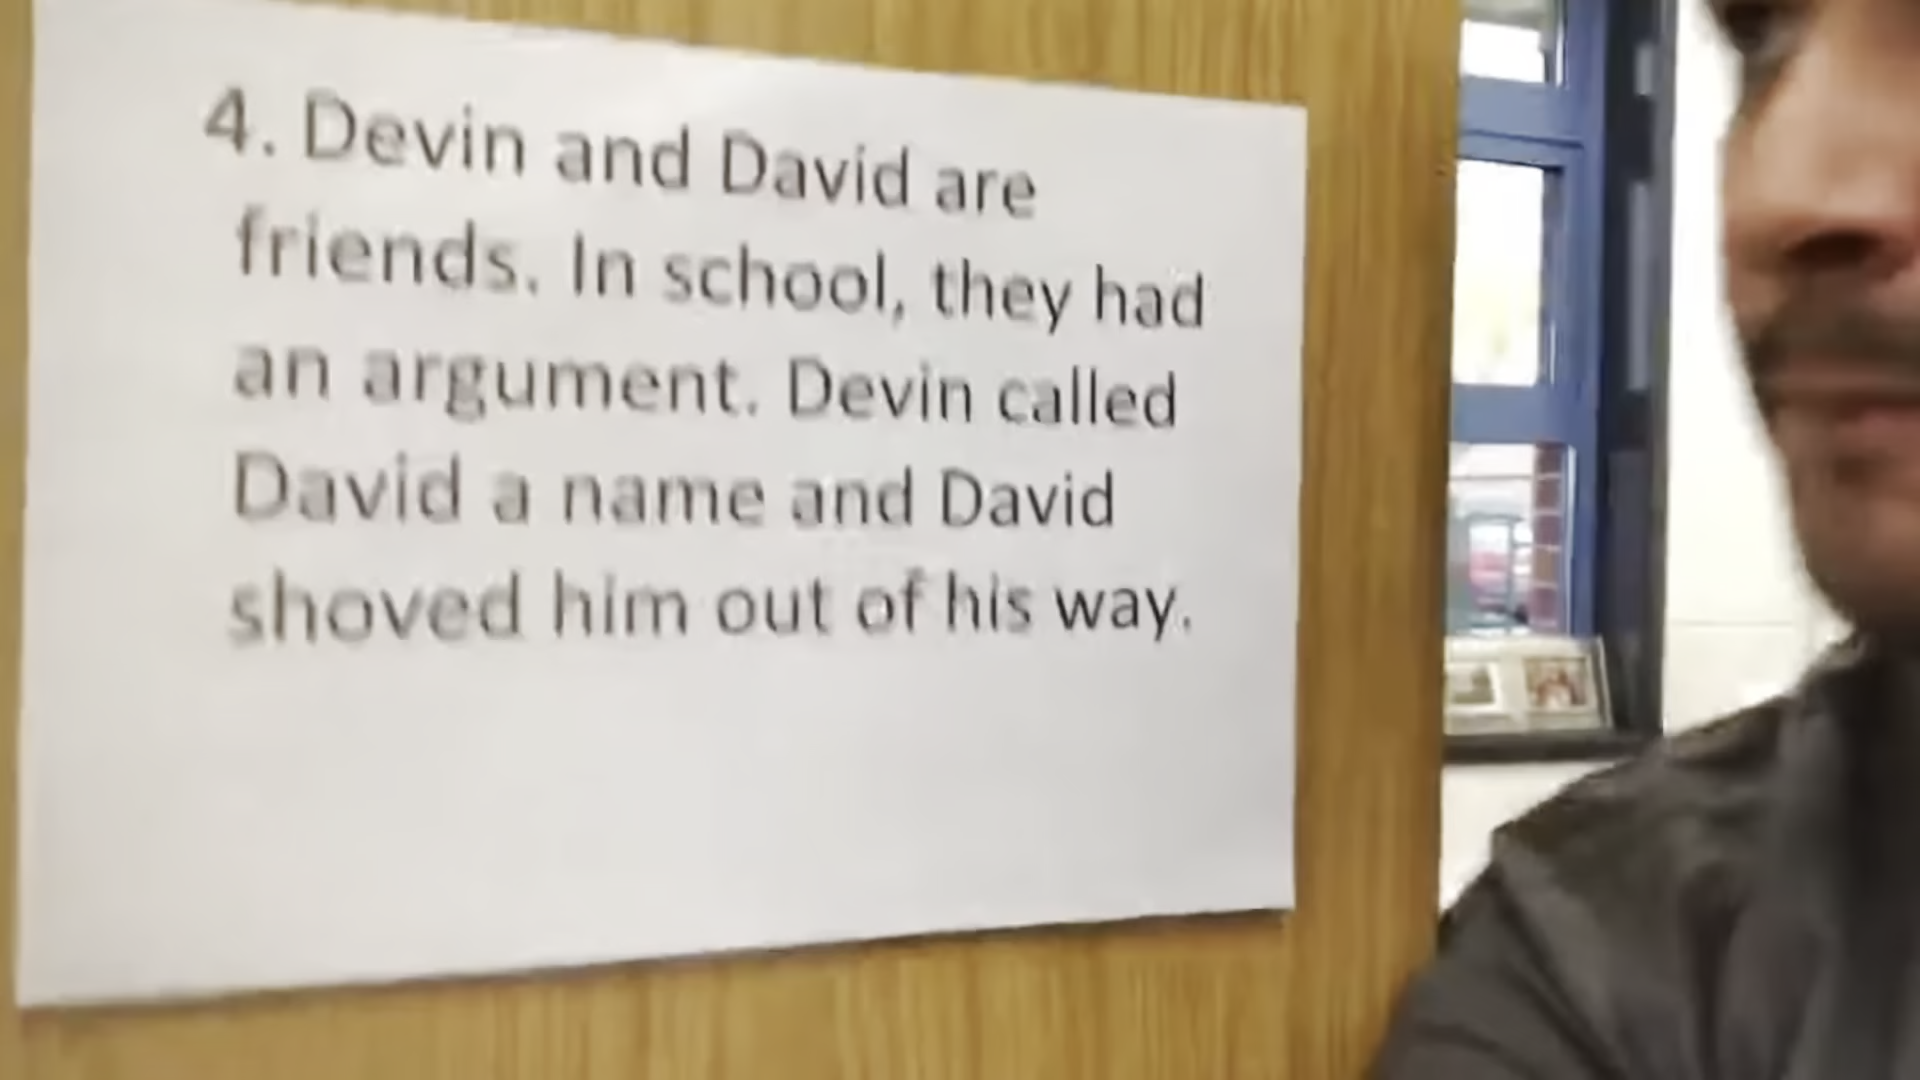 4. Devin and David are
friends. In school, they had
an argument. Devin called
David a name and David
shoved him out of his way.